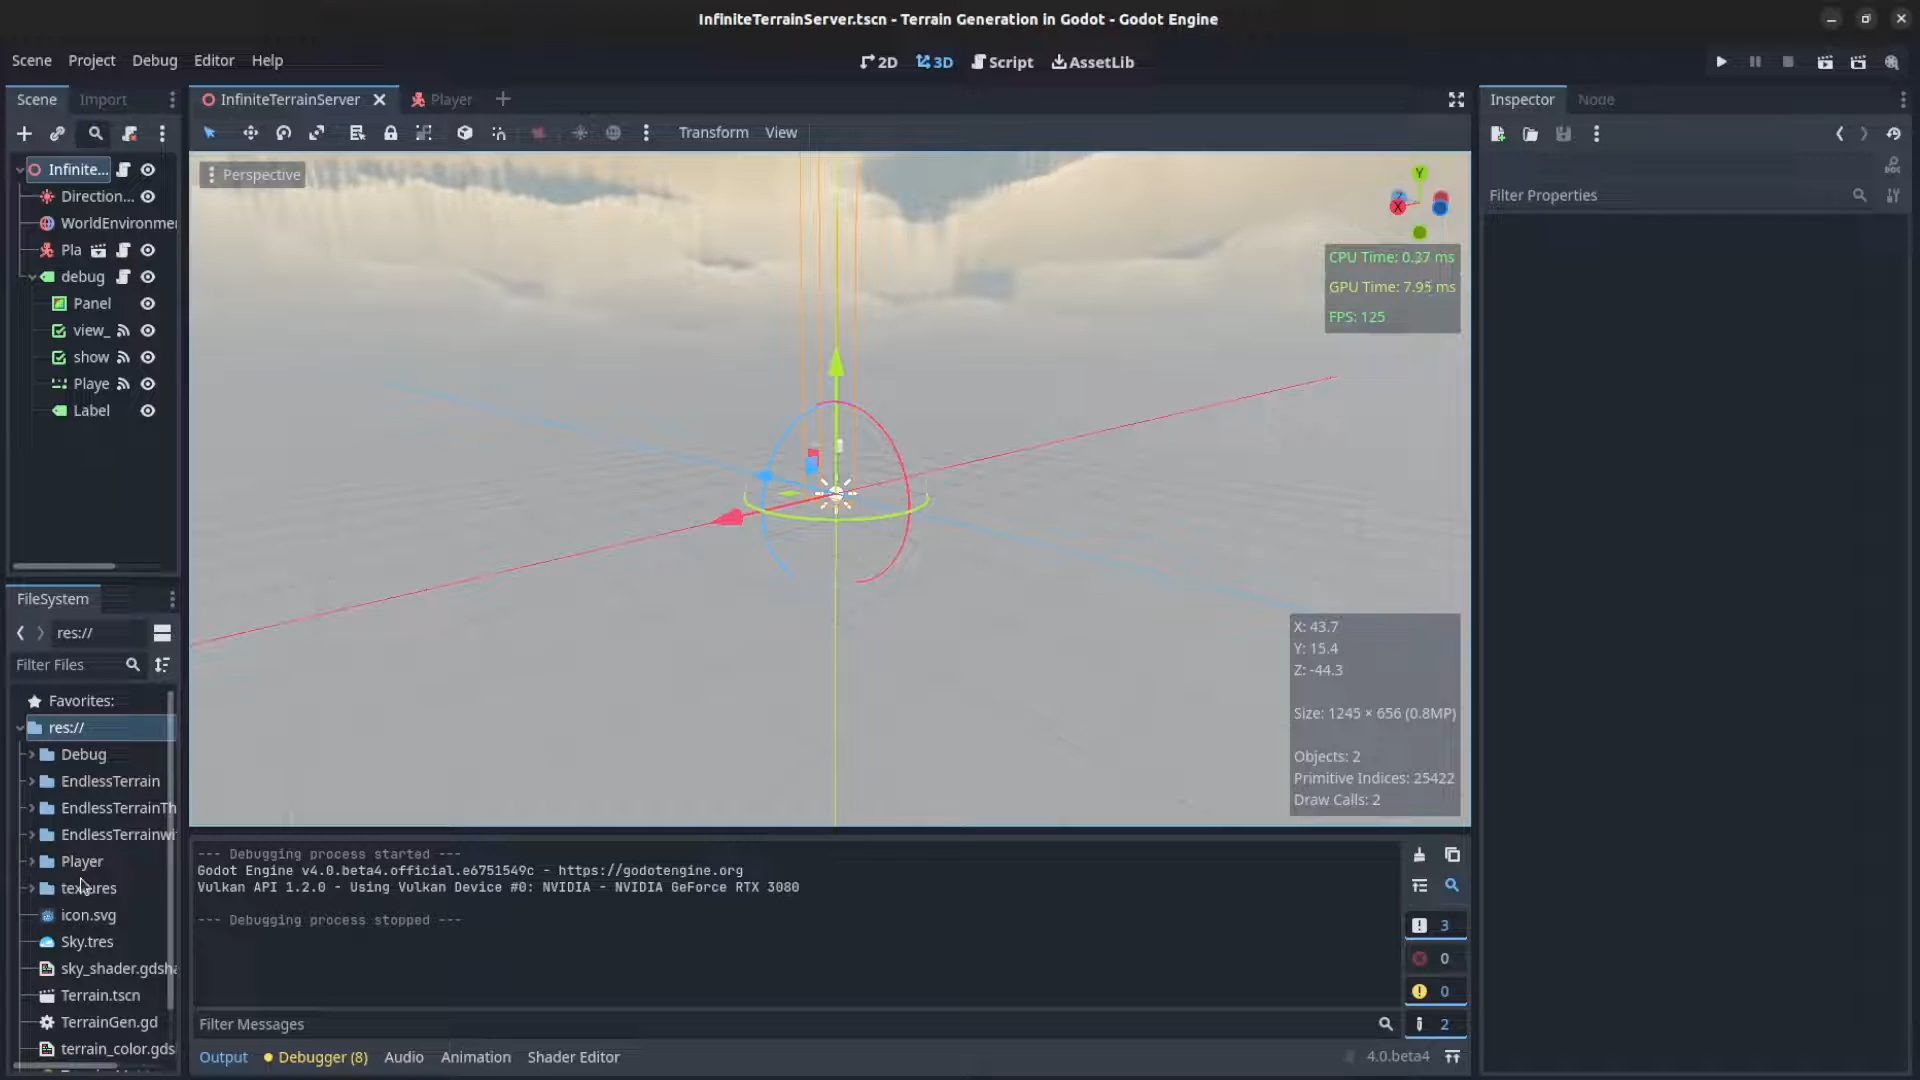 InfiniteTerrainServer.tscn - Terrain Generation in Godot - Godot Engine
Scene Project Debug Editor Help
2D 3D Script AssetLib
Scene Import
InfiniteTerrainServer Player
Inspector Node
Transform View
Perspective
Filter Properties
Infinite...
Direction...
WorldEnvironme
Pla
debug
Panel
view_
show
Playe
Label
Y
Z
X
CPU Time: 0.37 ms
GPU Time: 7.95 ms
FPS: 125
X: 43.7
Y: 15.4
Z: -44.3
Size: 1245 × 656 (0.8MP)
Objects: 2
Primitive Indices: 25422
Draw Calls: 2
FileSystem
res://
Filter Files
Favorites:
res://
Debug
EndlessTerrain
EndlessTerrainTh
EndlessTerrainwi
Player
textures
icon.svg
Sky.tres
sky_shader.gdsha
Terrain.tscn
TerrainGen.gd
terrain_color.gds
--- Debugging process started ---
Godot Engine v4.0.beta4.official.e6751549c - https://godotengine.org
Vulkan API 1.2.0 - Using Vulkan Device #0: NVIDIA - NVIDIA GeForce RTX 3080
--- Debugging process stopped ---
3
0
0
2
Filter Messages
Output Debugger (8) Audio Animation Shader Editor
4.0.beta4